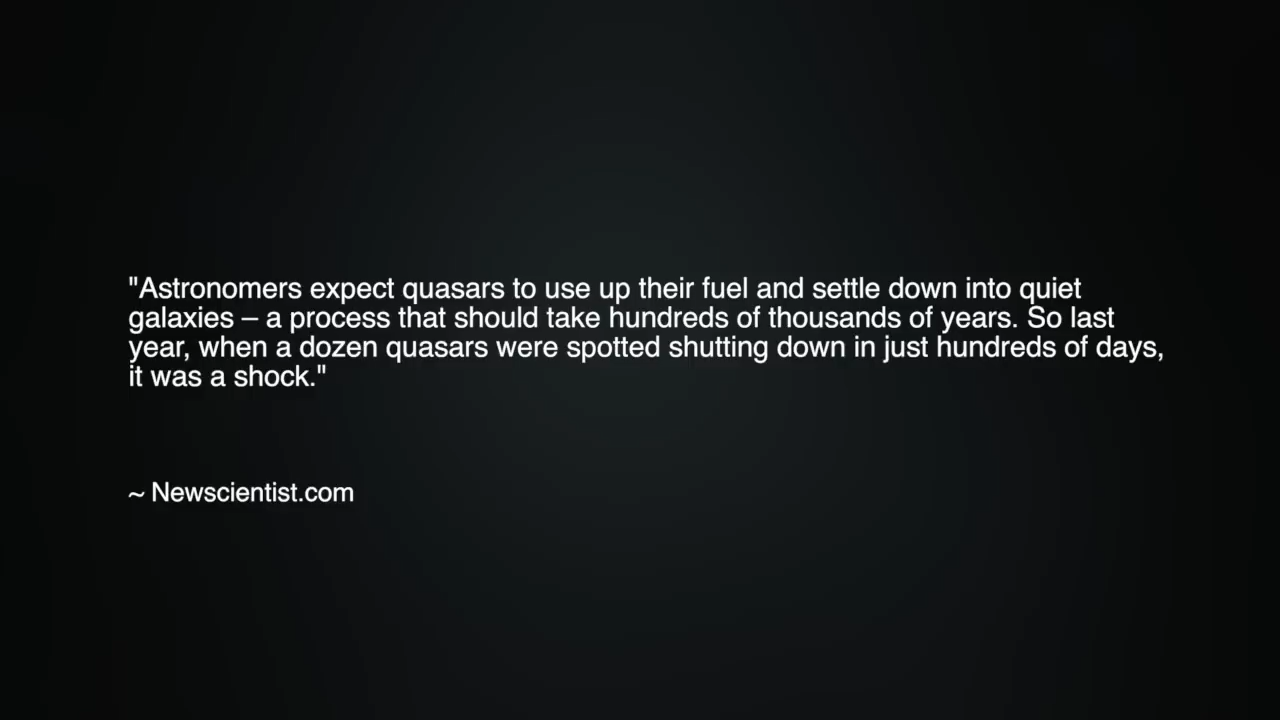 "Astronomers expect quasars to use up their fuel and settle down into quiet
galaxies – a process that should take hundreds of thousands of years. So last
year, when a dozen quasars were spotted shutting down in just hundreds of days,
it was a shock."
~ Newscientist.com